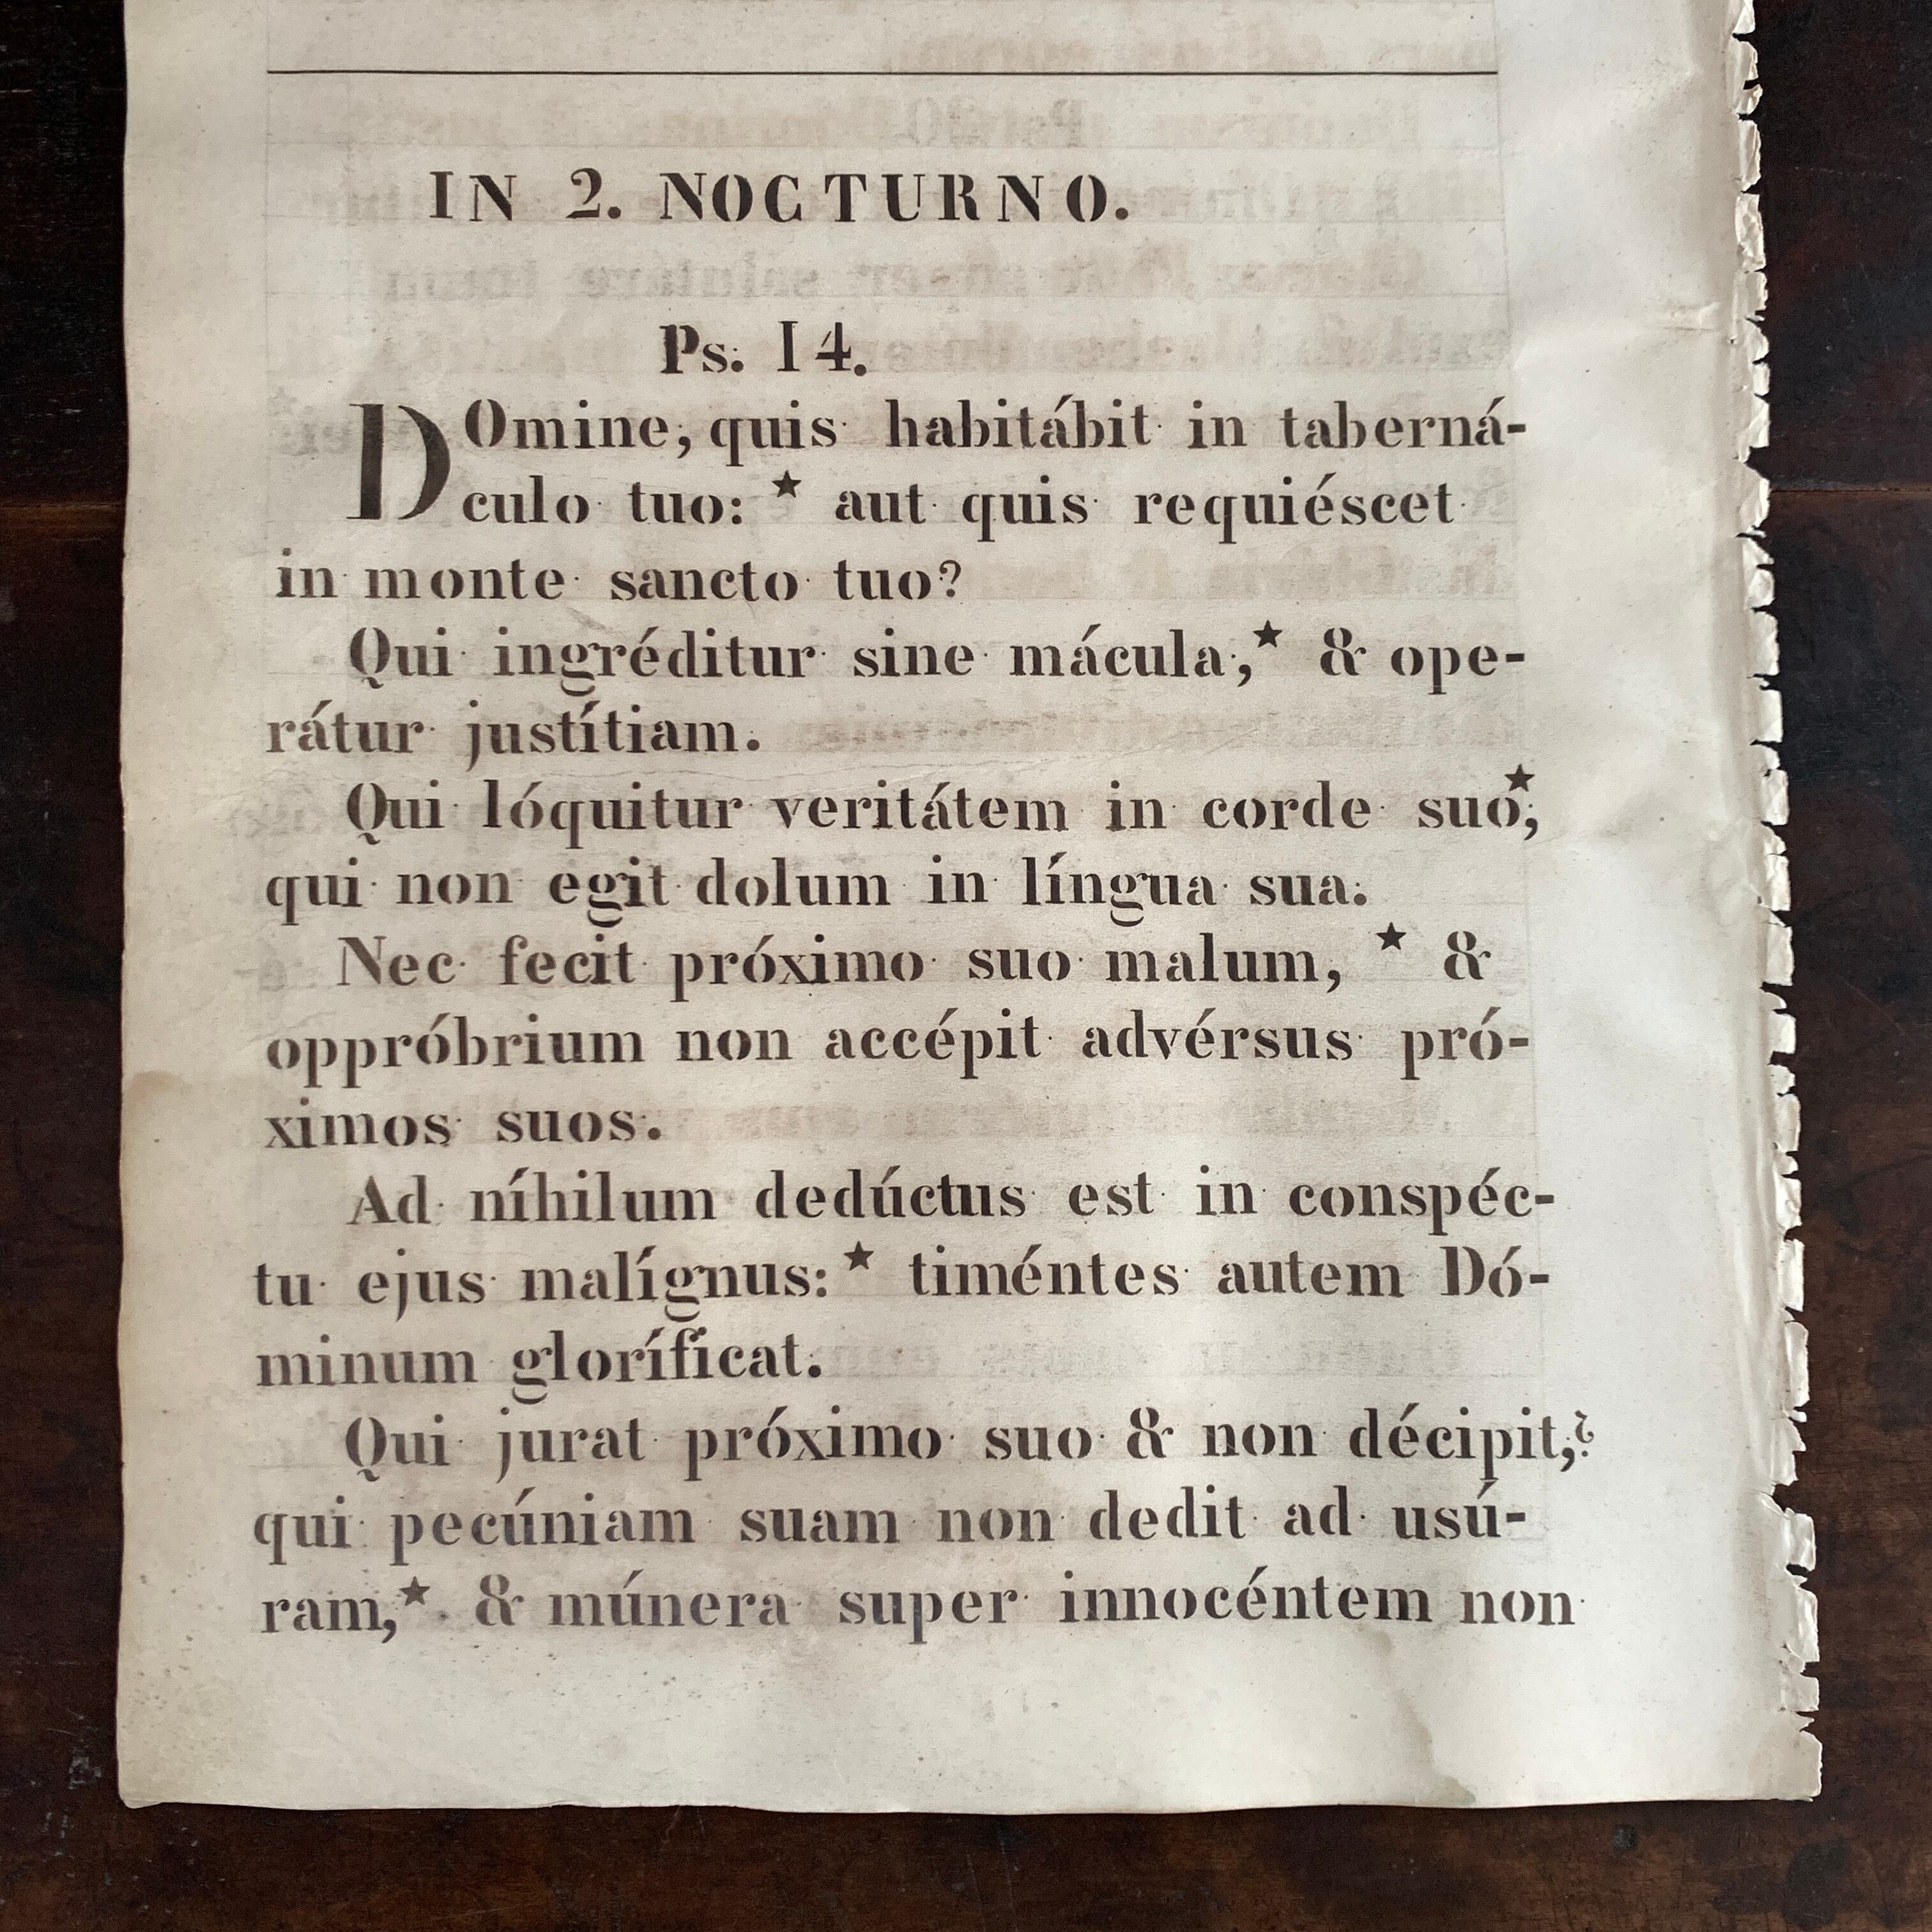 IN 2. NOCTURNO.
Ps. 14.
DOmine, quis habitábit in taberná-
culo tuo: * aut quis requiéscet
in monte sancto tuo?
Qui ingréditur sine mácula,* & ope-
rátur justítiam.
Qui lóquitur veritátem in corde suo,*
qui non egit dolum in língua sua.
Nec fecit próximo suo malum, * &
oppróbrium non accépit advérsus pró-
ximos suos.
Ad níhilum dedúctus est in conspéc-
tu ejus malígnus: * timéntes autem Dó-
minum gloríficat.
Qui jurat próximo suo & non décipit,
qui pecúniam suam non dedit ad usú-
ram,* & múnera super innocéntem non